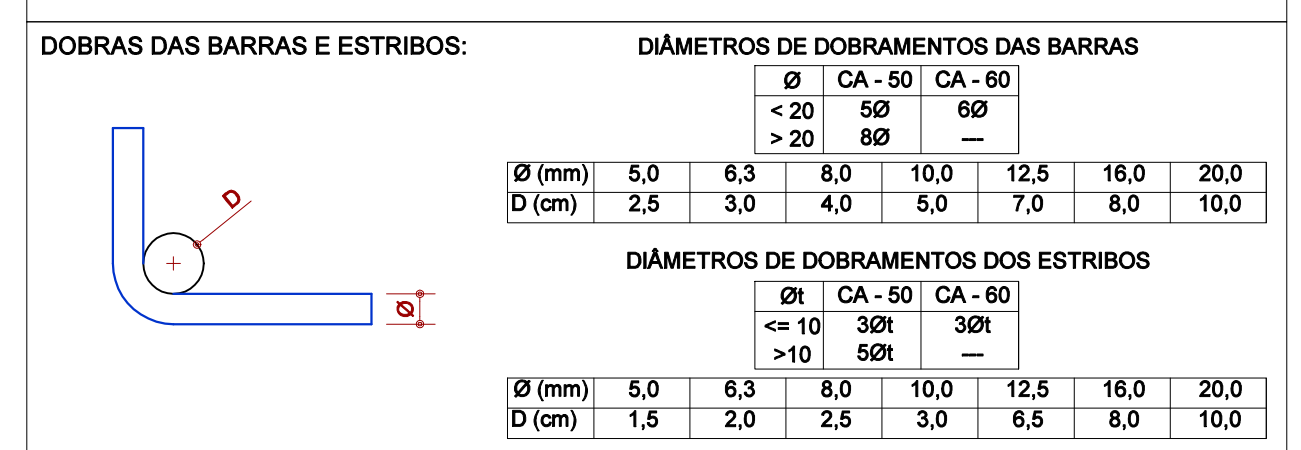 DOBRAS DAS BARRAS E ESTRIBOS:
D
Ø
DIÂMETROS DE DOBRAMENTOS DAS BARRAS
Ø CA - 50 CA - 60
< 20 5Ø 6Ø
> 20 8Ø ---
Ø (mm) 5,0 6,3 8,0 10,0 12,5 16,0 20,0
D (cm) 2,5 3,0 4,0 5,0 7,0 8,0 10,0
DIÂMETROS DE DOBRAMENTOS DOS ESTRIBOS
Øt CA - 50 CA - 60
<= 10 3Øt 3Øt
>10 5Øt ---
Ø (mm) 5,0 6,3 8,0 10,0 12,5 16,0 20,0
D (cm) 1,5 2,0 2,5 3,0 6,5 8,0 10,0